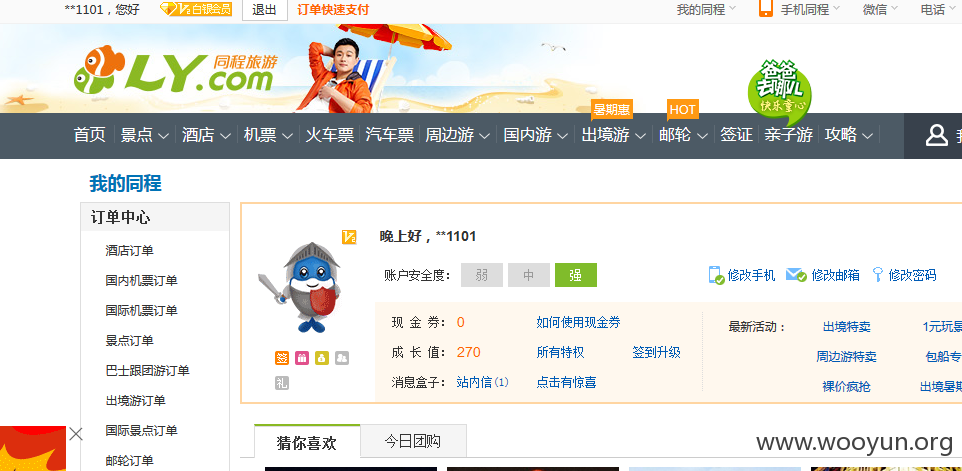 **1101，您好 V2 白银会员 退出 订单快速支付 我的同程 手机同程 微信 电话
LY.com 同程旅游
爸爸去哪儿 快乐童心
暑期惠 HOT
首页 景点 酒店 机票 火车票 汽车票 周边游 国内游 出境游 邮轮 签证 亲子游 攻略
我的同程
订单中心
酒店订单
国内机票订单
国际机票订单
景点订单
巴士跟团游订单
出境游订单
国际景点订单
邮轮订单
V2 晚上好，**1101
账户安全度： 弱 中 强 修改手机 修改邮箱 修改密码
现金券： 0 如何使用现金券 最新活动： 出境特卖 1元玩景
成长值： 270 所有特权 签到升级 周边游特卖 包船专
签
消息盒子： 站内信(1) 点击有惊喜 裸价疯抢 出境暑期
礼
猜你喜欢 今日团购
www.wooyun.org